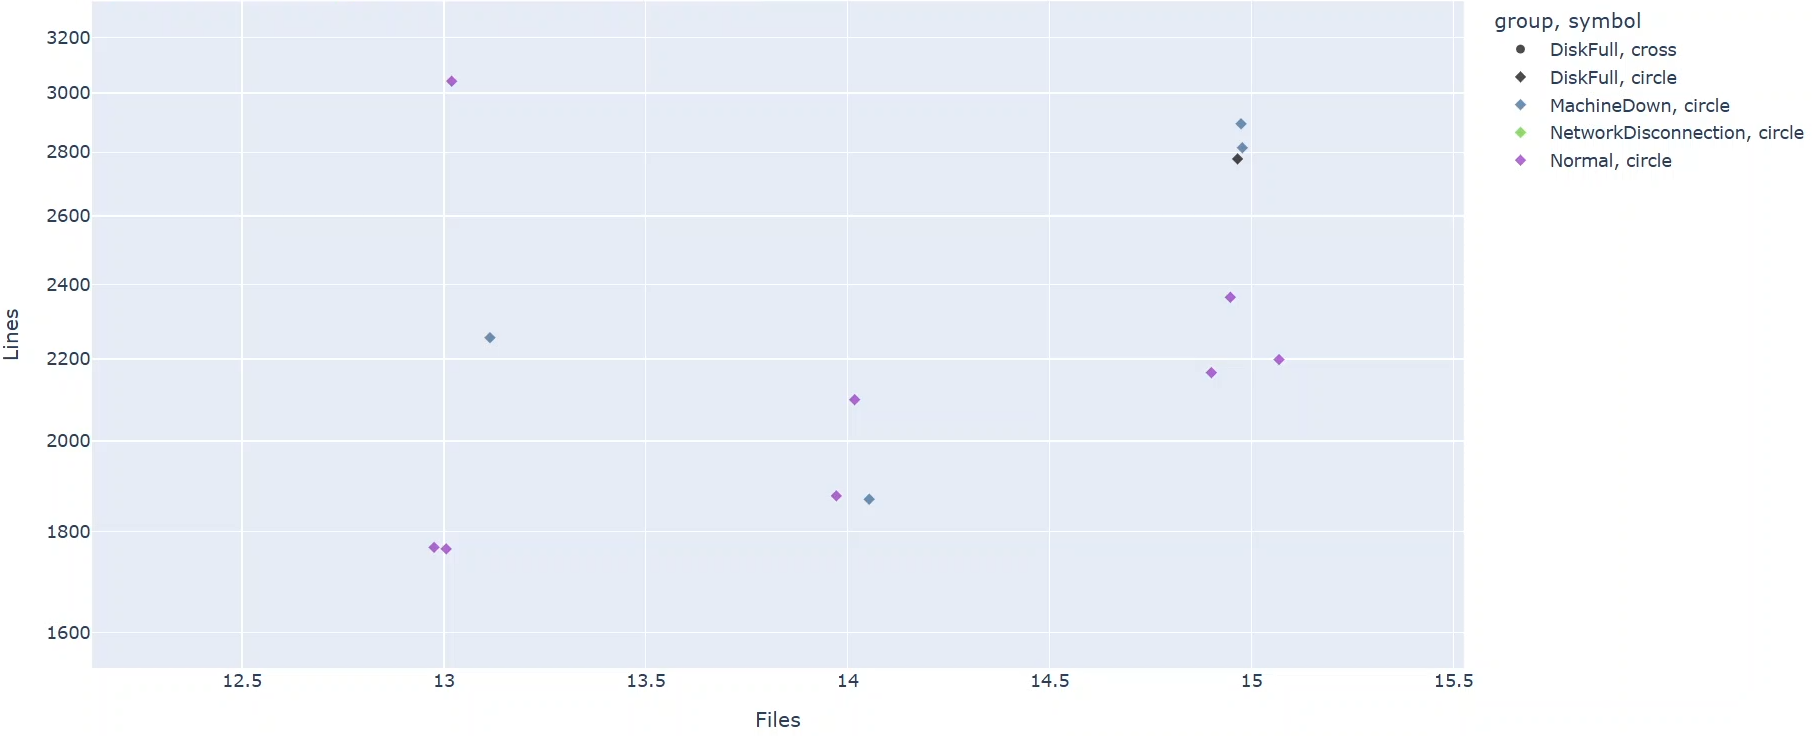 group, symbol
DiskFull, cross
DiskFull, circle
MachineDown, circle
NetworkDisconnection, circle
Normal, circle
3200
3000
2800
2600
2400
2200
2000
1800
1600
Lines
12.5 13 13.5 14 14.5 15 15.5
Files